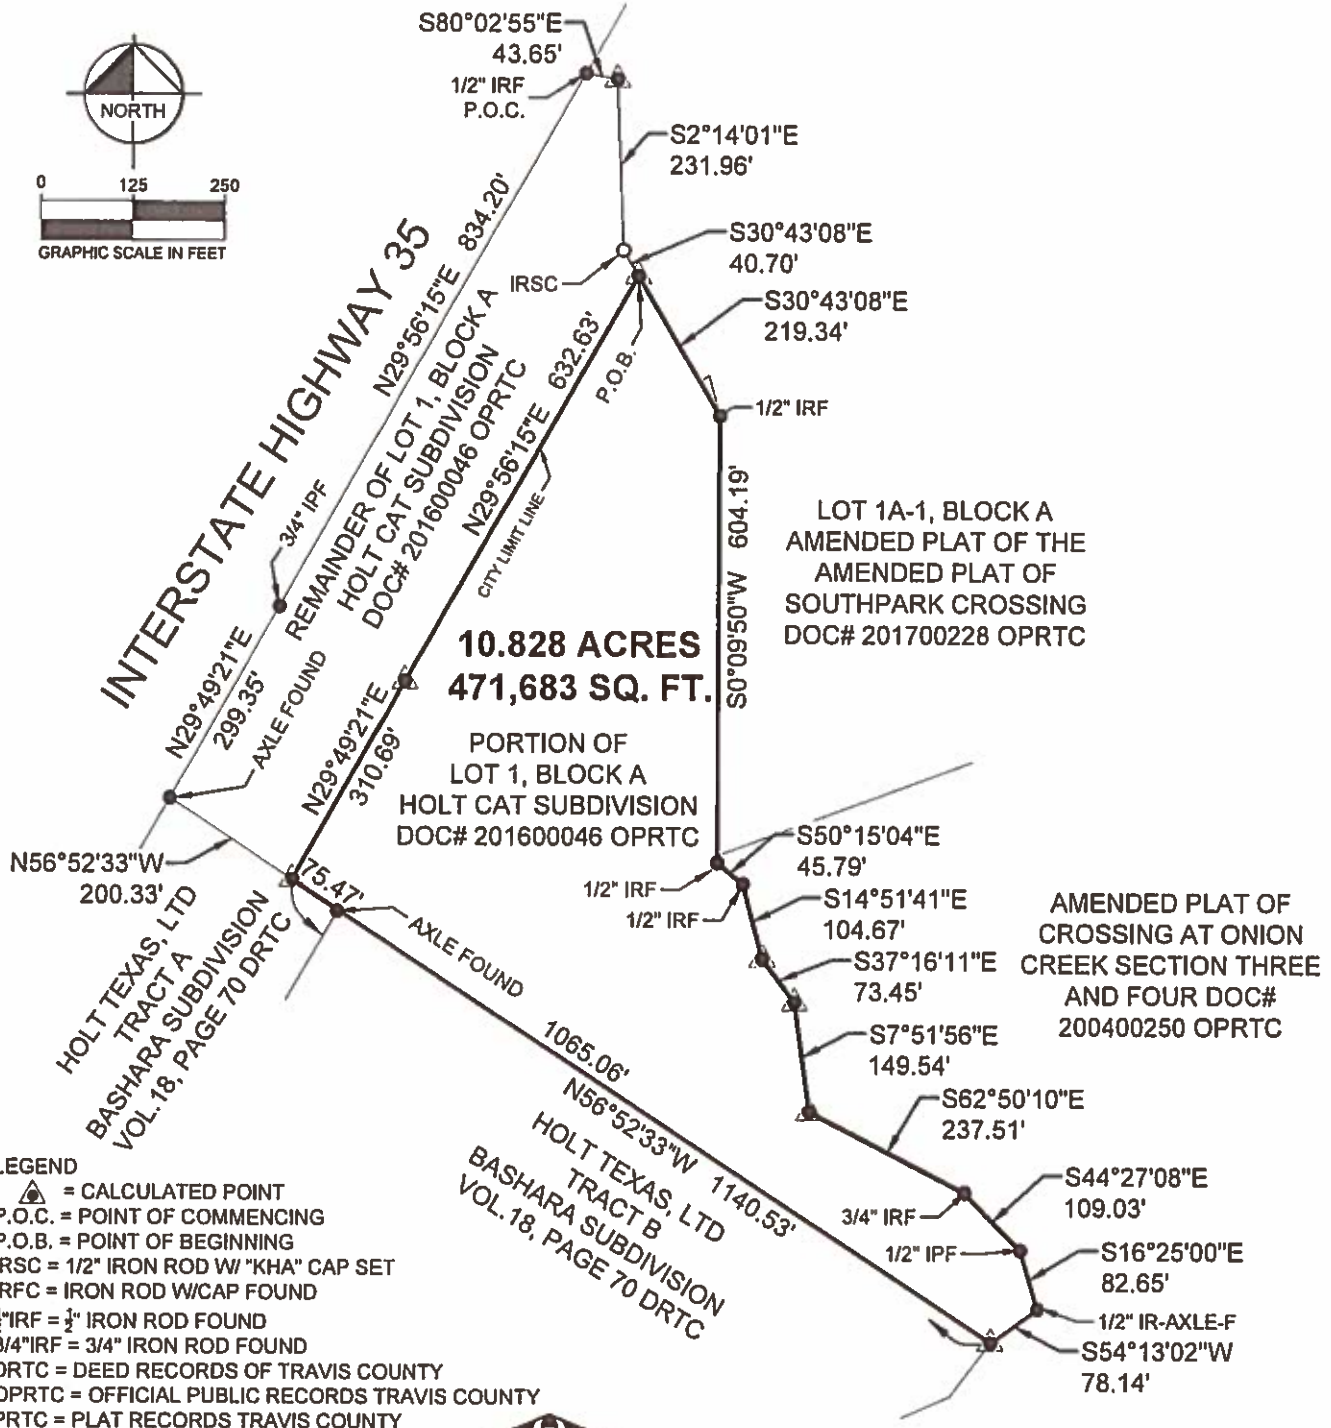 S80°02'55"E
43.65'
1/2" IRF
P.O.C.
NORTH
0 125 250
GRAPHIC SCALE IN FEET
S2°14'01"E
231.96'
S30°43'08"E
40.70'
IRSC
S30°43'08"E
219.34'
P.O.B.
1/2" IRF
INTERSTATE HIGHWAY 35
N29°56'15"E 834.20'
3/4" IPF
REMAINDER OF LOT 1, BLOCK A
HOLT CAT SUBDIVISION
DOC# 201600046 OPRTC
N29°56'15"E 632.63'
CITY LIMIT LINE
S0°09'50"W 604.19'
LOT 1A-1, BLOCK A
AMENDED PLAT OF THE
AMENDED PLAT OF
SOUTHPARK CROSSING
DOC# 201700228 OPRTC
10.828 ACRES
471,683 SQ. FT.
N29°49'21"E
299.35'
AXLE FOUND
N29°49'21"E
310.69'
PORTION OF
LOT 1, BLOCK A
HOLT CAT SUBDIVISION
DOC# 201600046 OPRTC
N56°52'33"W
200.33'
75.47'
AXLE FOUND
1/2" IRF
1/2" IRF
S50°15'04"E
45.79'
S14°51'41"E
104.67'
S37°16'11"E
73.45'
S7°51'56"E
149.54'
AMENDED PLAT OF
CROSSING AT ONION
CREEK SECTION THREE
AND FOUR DOC#
200400250 OPRTC
HOLT TEXAS, LTD
TRACT A
BASHARA SUBDIVISION
VOL.18, PAGE 70 DRTC
1065.06'
N56°52'33"W 1140.53'
HOLT TEXAS, LTD
TRACT B
BASHARA SUBDIVISION
VOL.18, PAGE 70 DRTC
S62°50'10"E
237.51'
3/4" IRF
S44°27'08"E
109.03'
1/2" IPF
S16°25'00"E
82.65'
1/2" IR-AXLE-F
S54°13'02"W
78.14'
LEGEND
= CALCULATED POINT
P.O.C. = POINT OF COMMENCING
P.O.B. = POINT OF BEGINNING
IRSC = 1/2" IRON ROD W/ "KHA" CAP SET
IRFC = IRON ROD W/CAP FOUND
½"IRF = ½" IRON ROD FOUND
3/4"IRF = 3/4" IRON ROD FOUND
DRTC = DEED RECORDS OF TRAVIS COUNTY
OPRTC = OFFICIAL PUBLIC RECORDS TRAVIS COUNTY
PRTC = PLAT RECORDS TRAVIS COUNTY